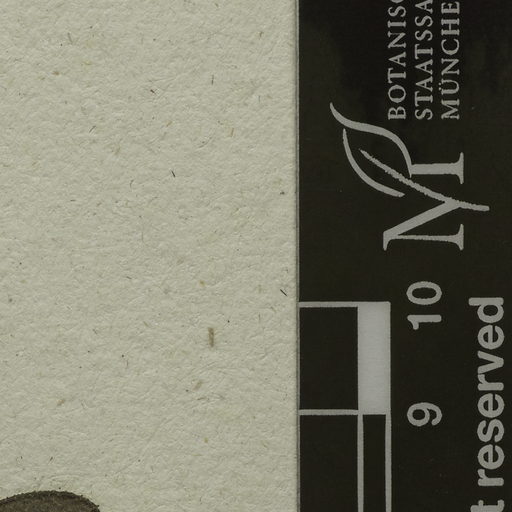 BOTANISC
STAATSSA
MÜNCHE
M
10
9
t reserved